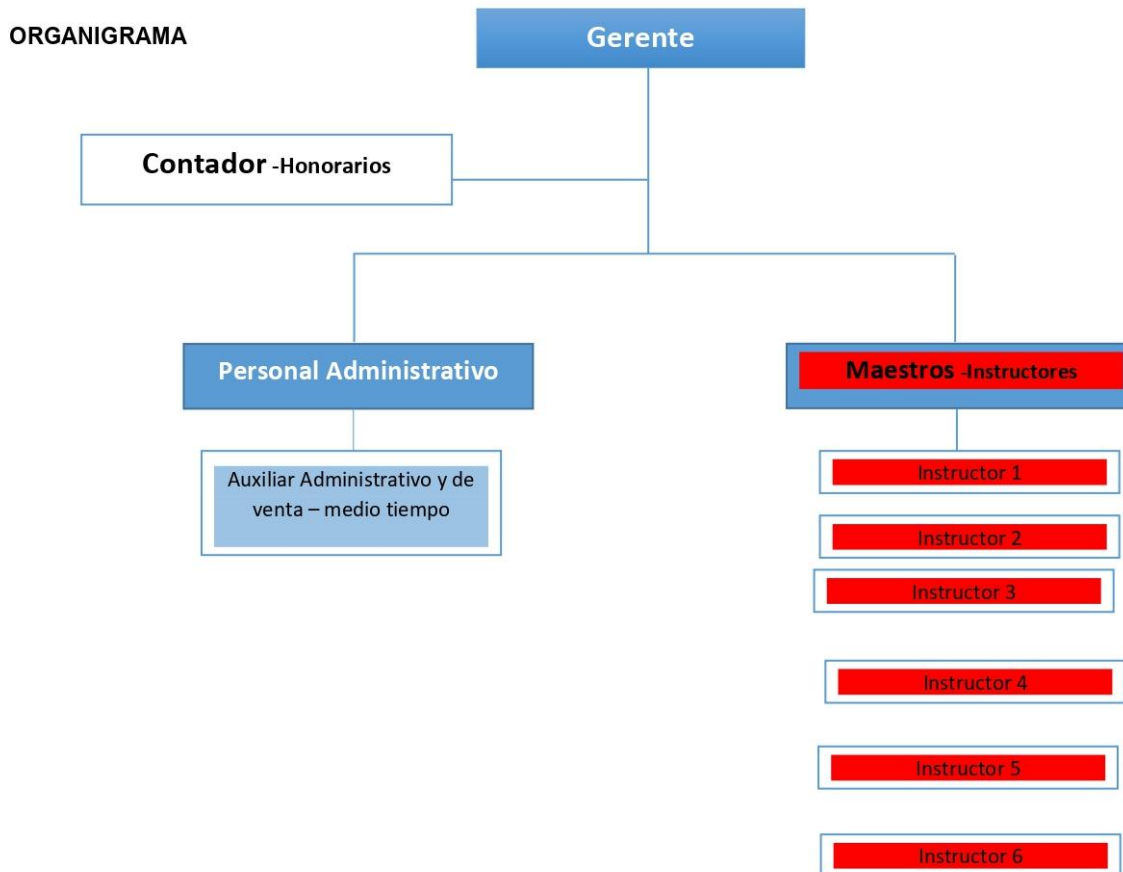 ORGANIGRAMA
Gerente
Contador -Honorarios
Personal Administrativo
Maestros -Instructores
Auxiliar Administrativo y de
venta – medio tiempo
Instructor 1
Instructor 2
Instructor 3
Instructor 4
Instructor 5
Instructor 6